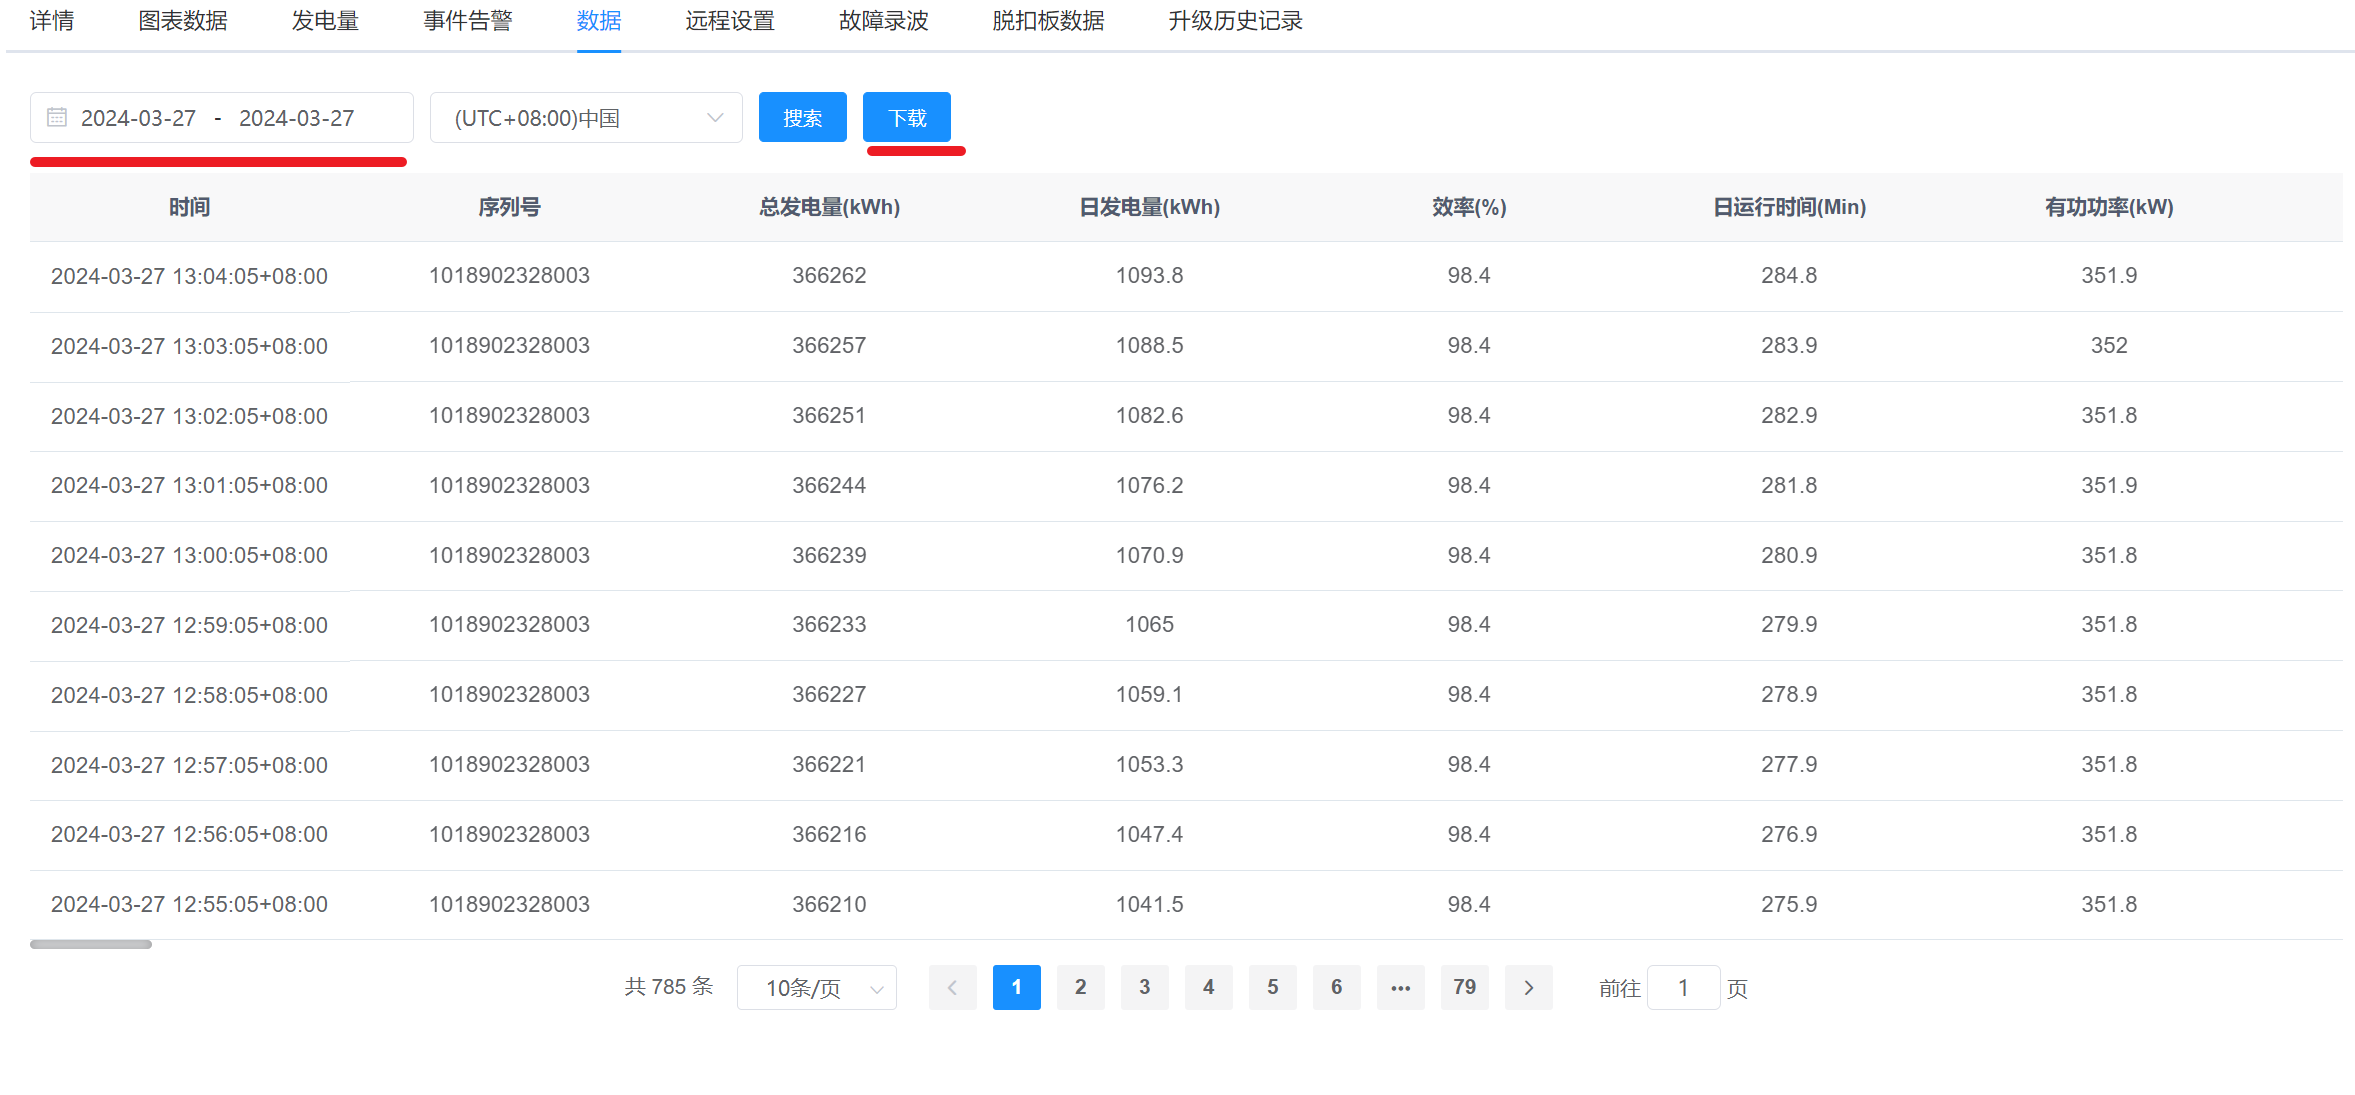 详情 图表数据 发电量 事件告警 数据 远程设置 故障录波 脱扣板数据 升级历史记录
2024-03-27 - 2024-03-27 (UTC+08:00)中国 搜索 下载
时间 序列号 总发电量(kWh) 日发电量(kWh) 效率(%) 日运行时间(Min) 有功功率(kW)
2024-03-27 13:04:05+08:00 1018902328003 366262 1093.8 98.4 284.8 351.9
2024-03-27 13:03:05+08:00 1018902328003 366257 1088.5 98.4 283.9 352
2024-03-27 13:02:05+08:00 1018902328003 366251 1082.6 98.4 282.9 351.8
2024-03-27 13:01:05+08:00 1018902328003 366244 1076.2 98.4 281.8 351.9
2024-03-27 13:00:05+08:00 1018902328003 366239 1070.9 98.4 280.9 351.8
2024-03-27 12:59:05+08:00 1018902328003 366233 1065 98.4 279.9 351.8
2024-03-27 12:58:05+08:00 1018902328003 366227 1059.1 98.4 278.9 351.8
2024-03-27 12:57:05+08:00 1018902328003 366221 1053.3 98.4 277.9 351.8
2024-03-27 12:56:05+08:00 1018902328003 366216 1047.4 98.4 276.9 351.8
2024-03-27 12:55:05+08:00 1018902328003 366210 1041.5 98.4 275.9 351.8
共 785 条 10条/页 1 2 3 4 5 6 ••• 79 前往 1 页